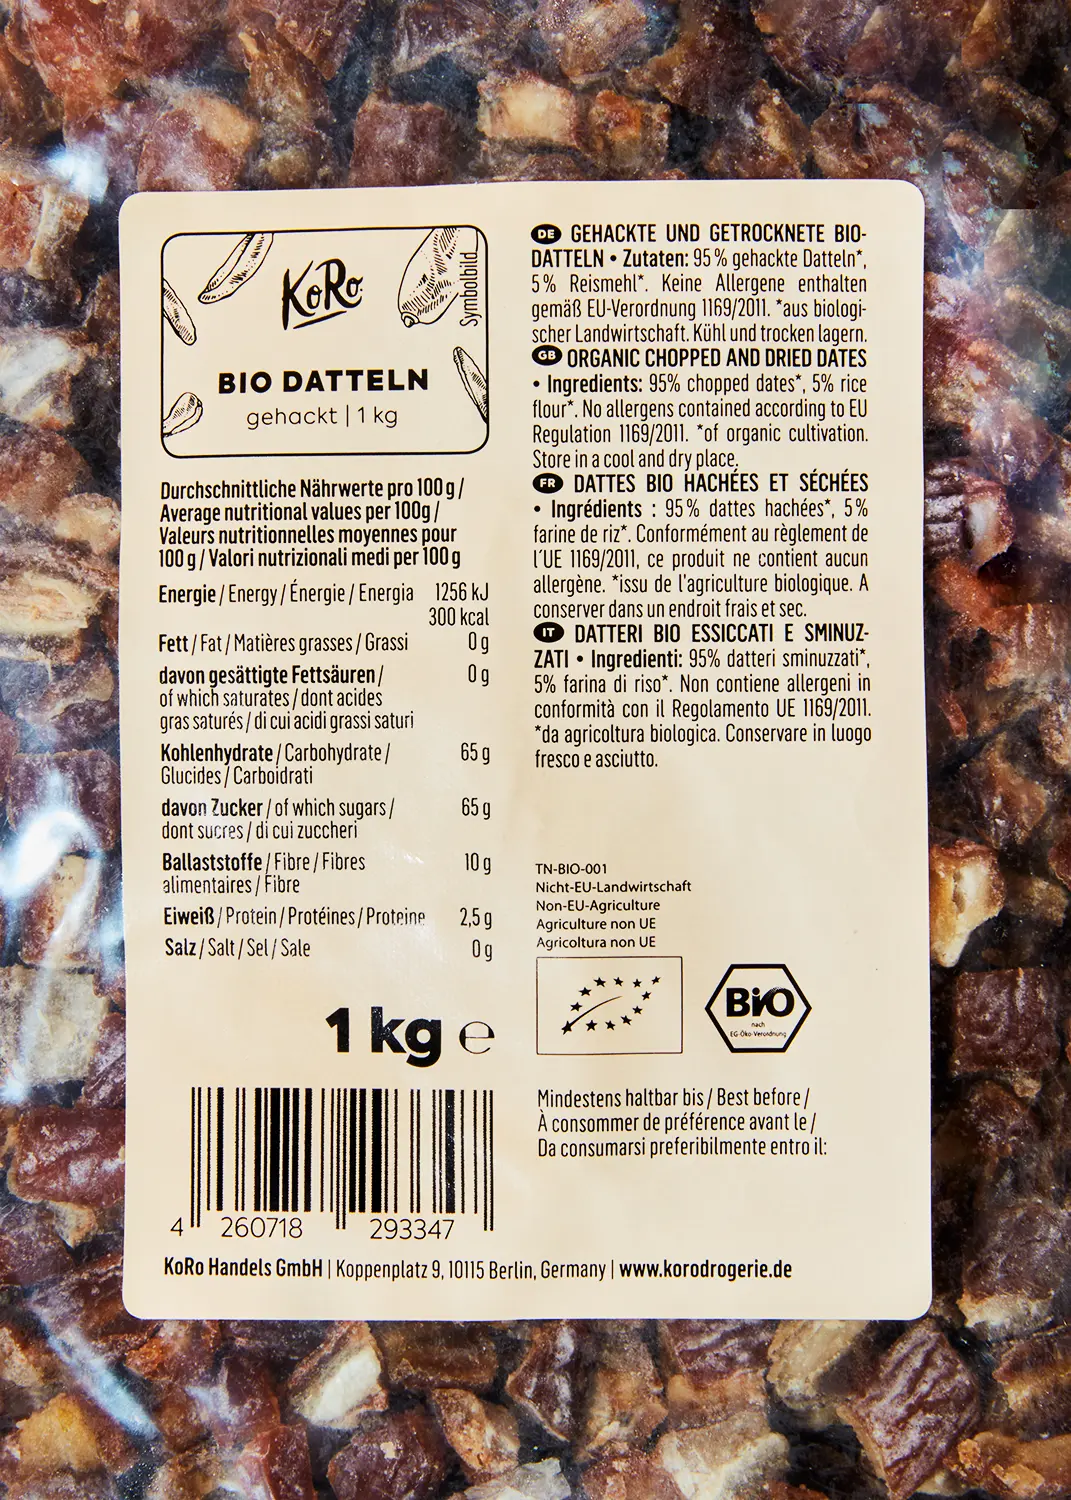 KoRo
Symbolbild
BIO DATTELN
gehackt | 1 kg
Durchschnittliche Nährwerte pro 100 g /
Average nutritional values per 100g /
Valeurs nutritionnelles moyennes pour
100 g / Valori nutrizionali medi per 100 g
Energie / Energy / Énergie / Energia 1256 kJ
300 kcal
Fett / Fat / Matières grasses / Grassi 0 g
davon gesättigte Fettsäuren / 0 g
of which saturates / dont acides
gras saturés / di cui acidi grassi saturi
Kohlenhydrate / Carbohydrate / 65 g
Glucides / Carboidrati
davon Zucker / of which sugars / 65 g
dont sucres / di cui zuccheri
Ballaststoffe / Fibre / Fibres 10 g
alimentaires / Fibre
Eiweiß / Protein / Protéines / Proteine 2,5 g
Salz / Salt / Sel / Sale 0 g
1 kg e
4 260718 293347
DE GEHACKTE UND GETROCKNETE BIO-
DATTELN • Zutaten: 95 % gehackte Datteln*,
5 % Reismehl*. Keine Allergene enthalten
gemäß EU-Verordnung 1169/2011. *aus biologi-
scher Landwirtschaft. Kühl und trocken lagern.
GB ORGANIC CHOPPED AND DRIED DATES
• Ingredients: 95% chopped dates*, 5% rice
flour*. No allergens contained according to EU
Regulation 1169/2011. *of organic cultivation.
Store in a cool and dry place.
FR DATTES BIO HACHÉES ET SÉCHÉES
• Ingrédients : 95 % dattes hachées*, 5 %
farine de riz*. Conformément au règlement de
L´UE 1169/2011, ce produit ne contient aucun
allergène. *issu de l'agriculture biologique. A
conserver dans un endroit frais et sec.
IT DATTERI BIO ESSICCATI E SMINUZ-
ZATI • Ingredienti: 95% datteri sminuzzati*,
5% farina di riso*. Non contiene allergeni in
conformità con il Regolamento UE 1169/2011.
*da agricoltura biologica. Conservare in luogo
fresco e asciutto.
TN-BIO-001
Nicht-EU-Landwirtschaft
Non-EU-Agriculture
Agriculture non UE
Agricoltura non UE
BIO
nach
EG-Öko-Verordnung
Mindestens haltbar bis / Best before /
À consommer de préférence avant le /
Da consumarsi preferibilmente entro il:
KoRo Handels GmbH | Koppenplatz 9, 10115 Berlin, Germany | www.korodrogerie.de